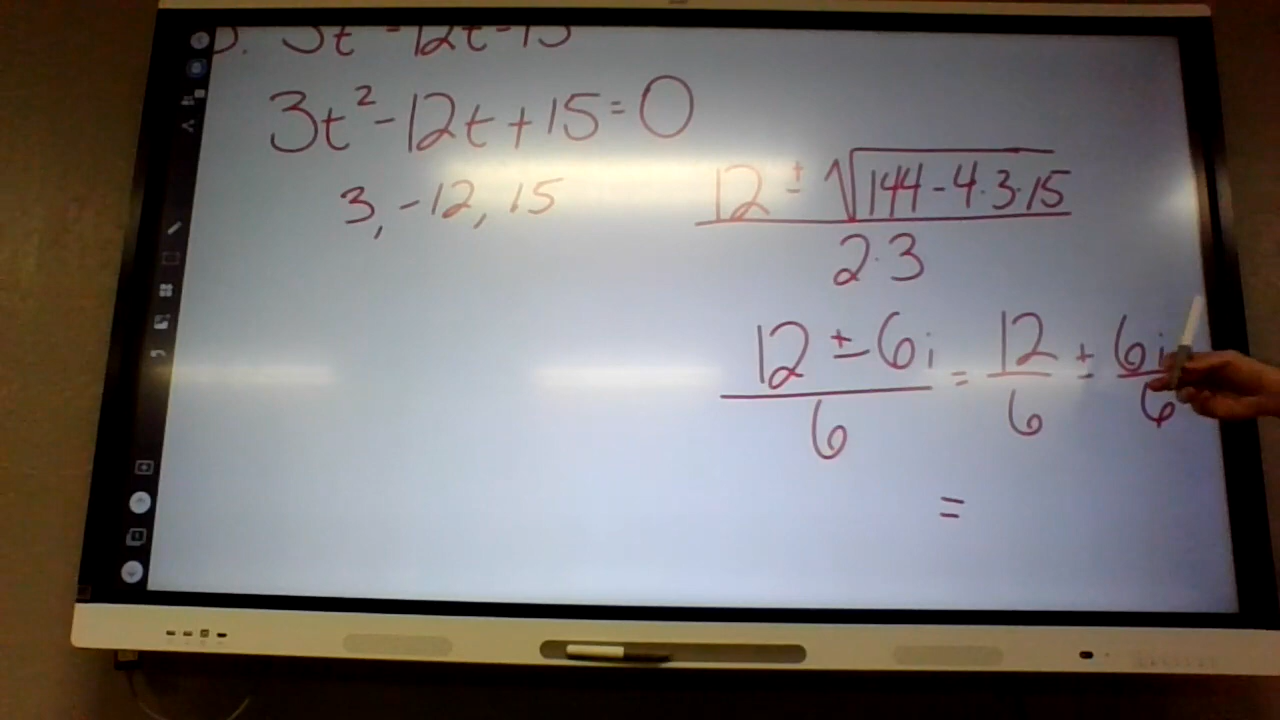 3t² - 12t + 15 = 0
3, -12, 15
12 ± √144 - 4·3·15
2·3
12 ± 6i = 12 ± 6i
6 6 6
=